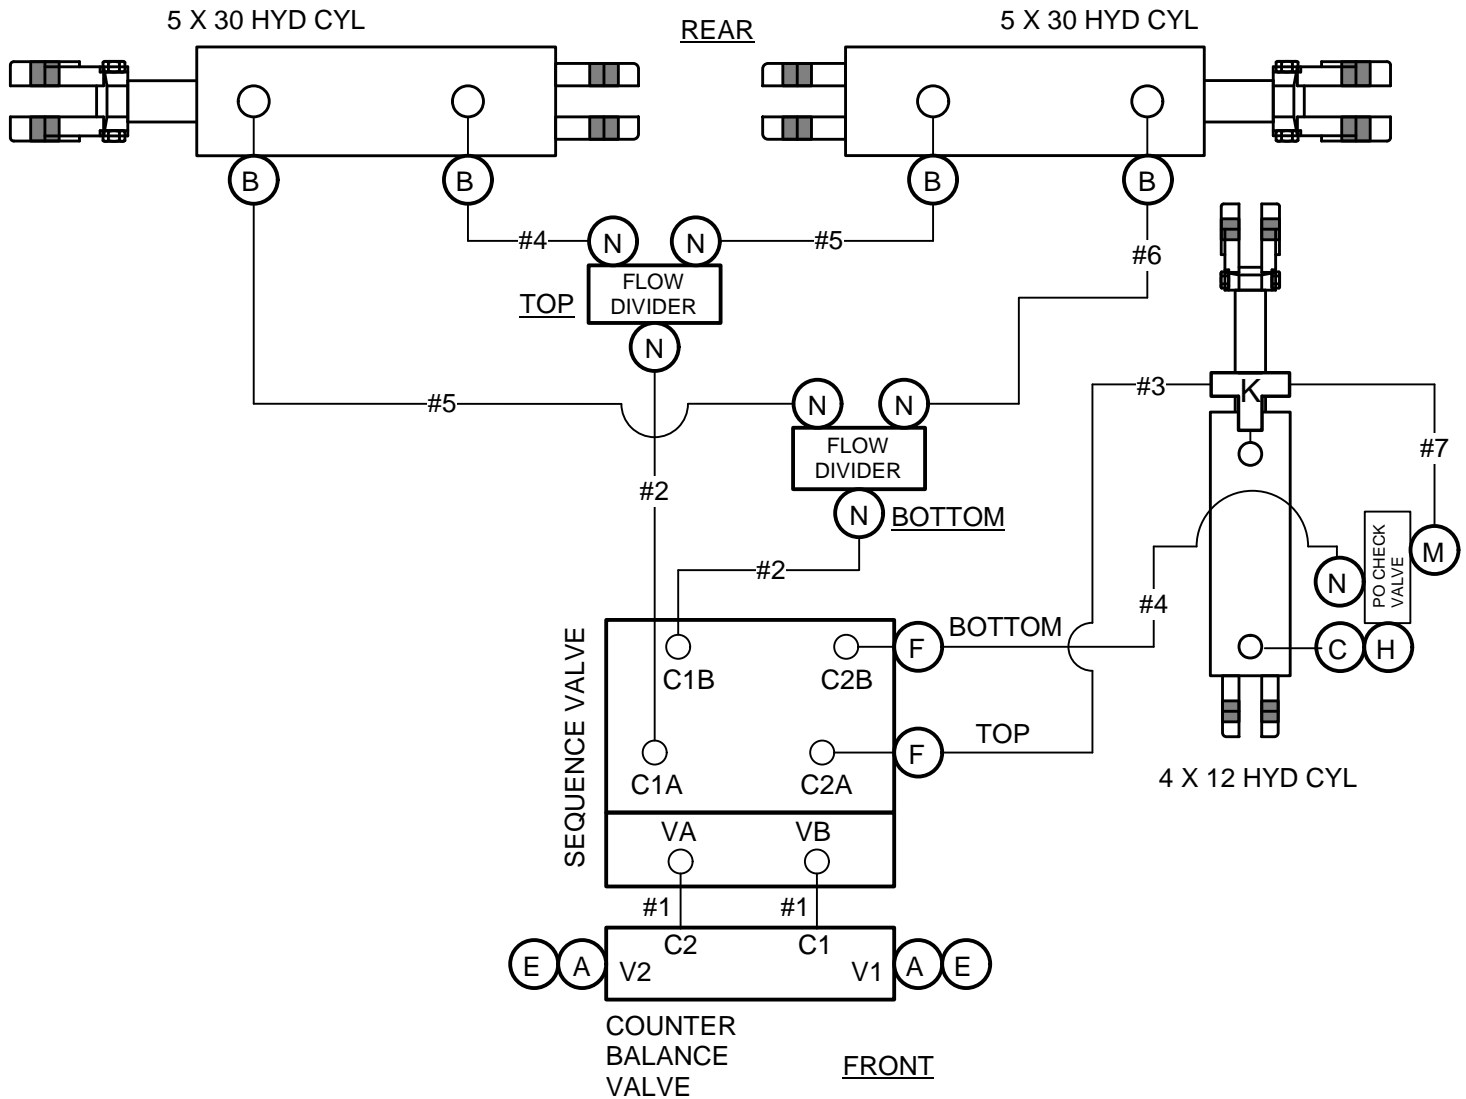 5 X 30 HYD CYL
REAR
5 X 30 HYD CYL
B
B
B
B
#4
N
N
#5
#6
FLOW
DIVIDER
TOP
N
#3
K
#5
N
N
#7
FLOW
DIVIDER
#2
N
BOTTOM
M
PO CHECK
VALVE
N
#2
#4
BOTTOM
F
C
H
C1B
C2B
SEQUENCE VALVE
TOP
F
C1A
C2A
4 X 12 HYD CYL
VA
VB
#1
#1
C2
C1
E
A
V2
V1
A
E
COUNTER
BALANCE
VALVE
FRONT